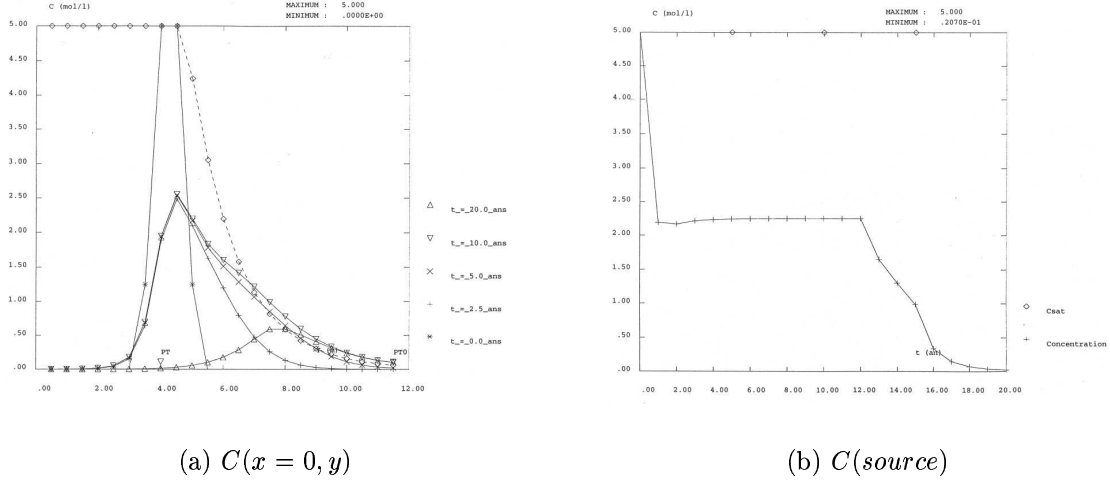 C (mol/l)
MAXIMUM : 5.000
MINIMUM : .0000E+00
5.00
4.50
4.00
3.50
3.00
2.50
2.00
1.50
1.00
.50
.00
.00 2.00 4.00 6.00 8.00 10.00 12.00
PT
PT0
t_=_20.0_ans
t_=_10.0_ans
t_=_5.0_ans
t_=_2.5_ans
t_=_0.0_ans
(a) C(x = 0, y)
C (mol/l)
MAXIMUM : 5.000
MINIMUM : .2070E-01
5.00
4.50
4.00
3.50
3.00
2.50
2.00
1.50
1.00
.50
.00
.00 2.00 4.00 6.00 8.00 10.00 12.00 14.00 16.00 18.00 20.00
t (an)
Csat
Concentration
(b) C(source)